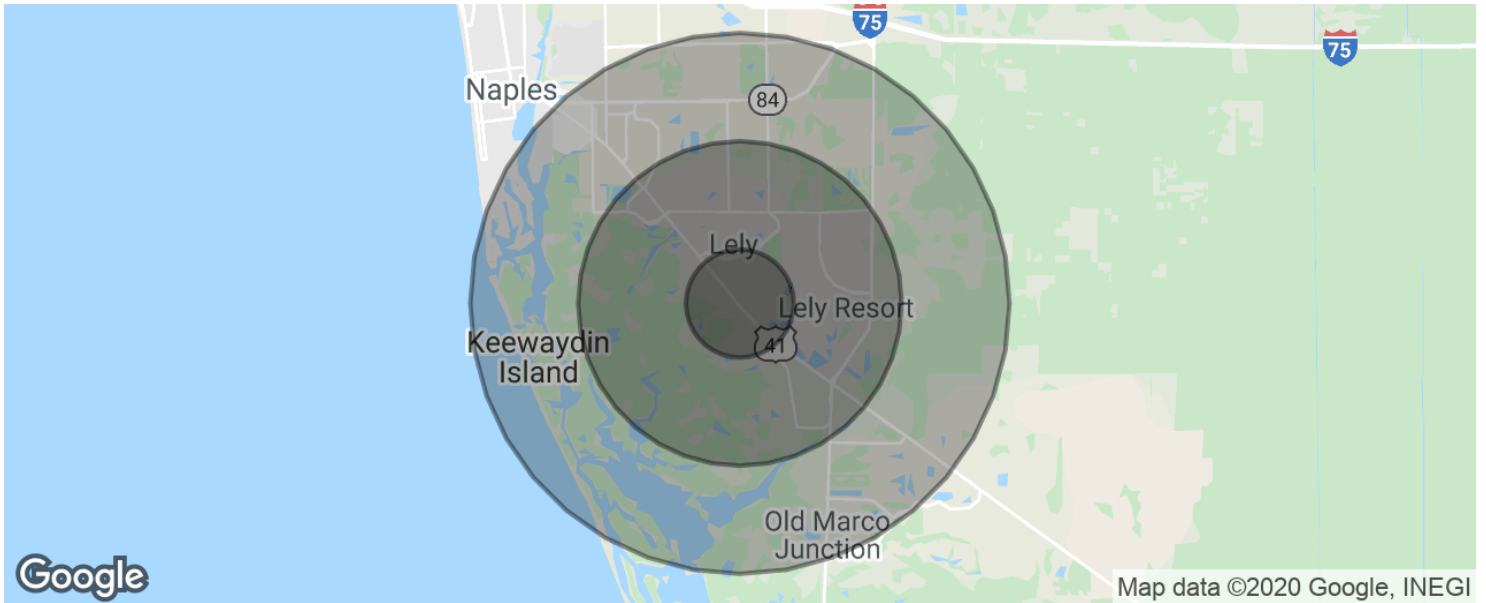 75
75
Naples
84
Lely
Lely Resort
41
Keewaydin
Island
Old Marco
Junction
Google
Map data ©2020 Google, INEGI